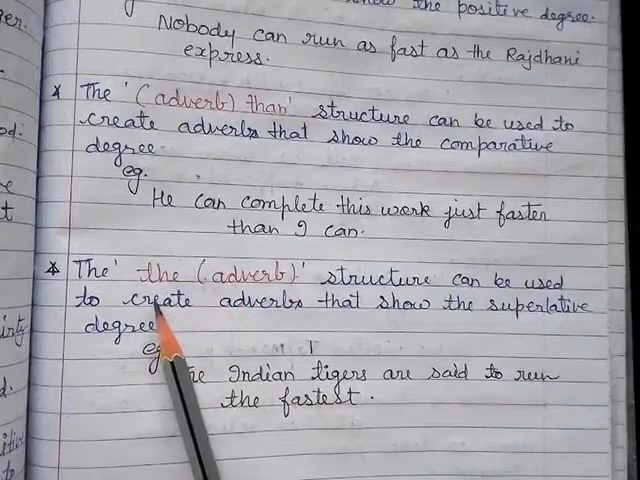 the positive degree.
Nobody can run as fast as the Rajdhani
express.
* The '(adverb) than' structure can be used to
create adverbs that show the comparative
degree.
eg.
He can complete this work just faster
than I can.
* The 'the (adverb)' structure can be used
to create adverbs that show the superlative
degree
eg
Indian tigers are said to run
the fastest.